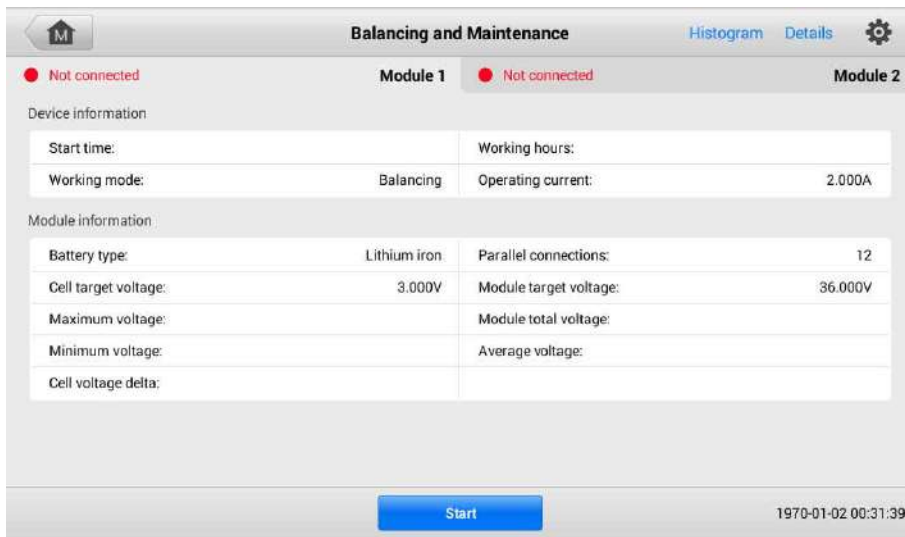 M Balancing and Maintenance Histogram Details
Not connected Module 1 Not connected Module 2
Device information
Start time: Working hours:
Working mode: Balancing Operating current: 2.000A
Module information
Battery type: Lithium iron Parallel connections: 12
Cell target voltage: 3.000V Module target voltage: 36.000V
Maximum voltage: Module total voltage:
Minimum voltage: Average voltage:
Cell voltage delta:
Start 1970-01-02 00:31:39